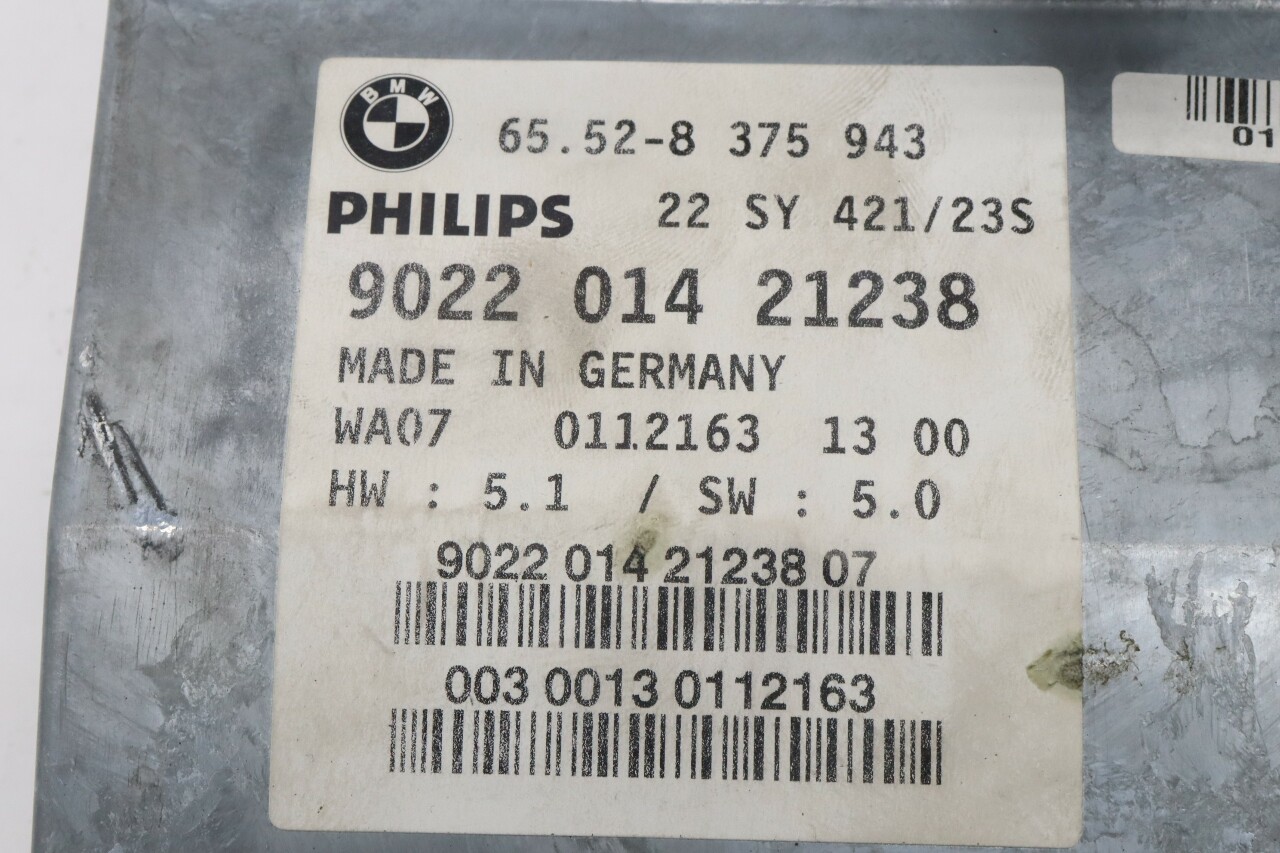 BMW
65.52-8 375 943
PHILIPS 22 SY 421/23S
9022 014 21238
MADE IN GERMANY
WA07 0112163 13 00
HW : 5.1 / SW : 5.0
9022 014 21238 07
003 0013 0112163
01